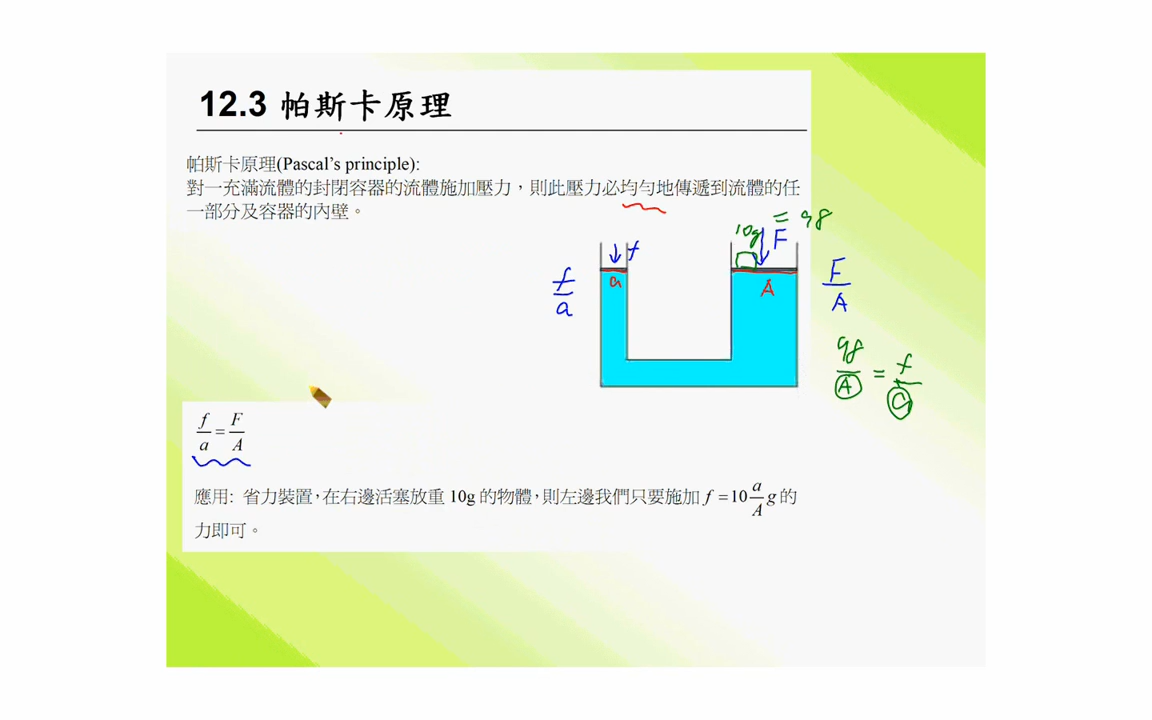 12.3 帕斯卡原理
帕斯卡原理(Pascal's principle):
對一充滿流體的封閉容器的流體施加壓力，則此壓力必均勻地傳遞到流體的任
一部分及容器的內壁。
10g = 98
f
F
a
A
f/a
F/A
98/A = f/a
f/a = F/A
應用: 省力裝置，在右邊活塞放重 10g 的物體，則左邊我們只要施加 f = 10 a/A g 的
力即可。